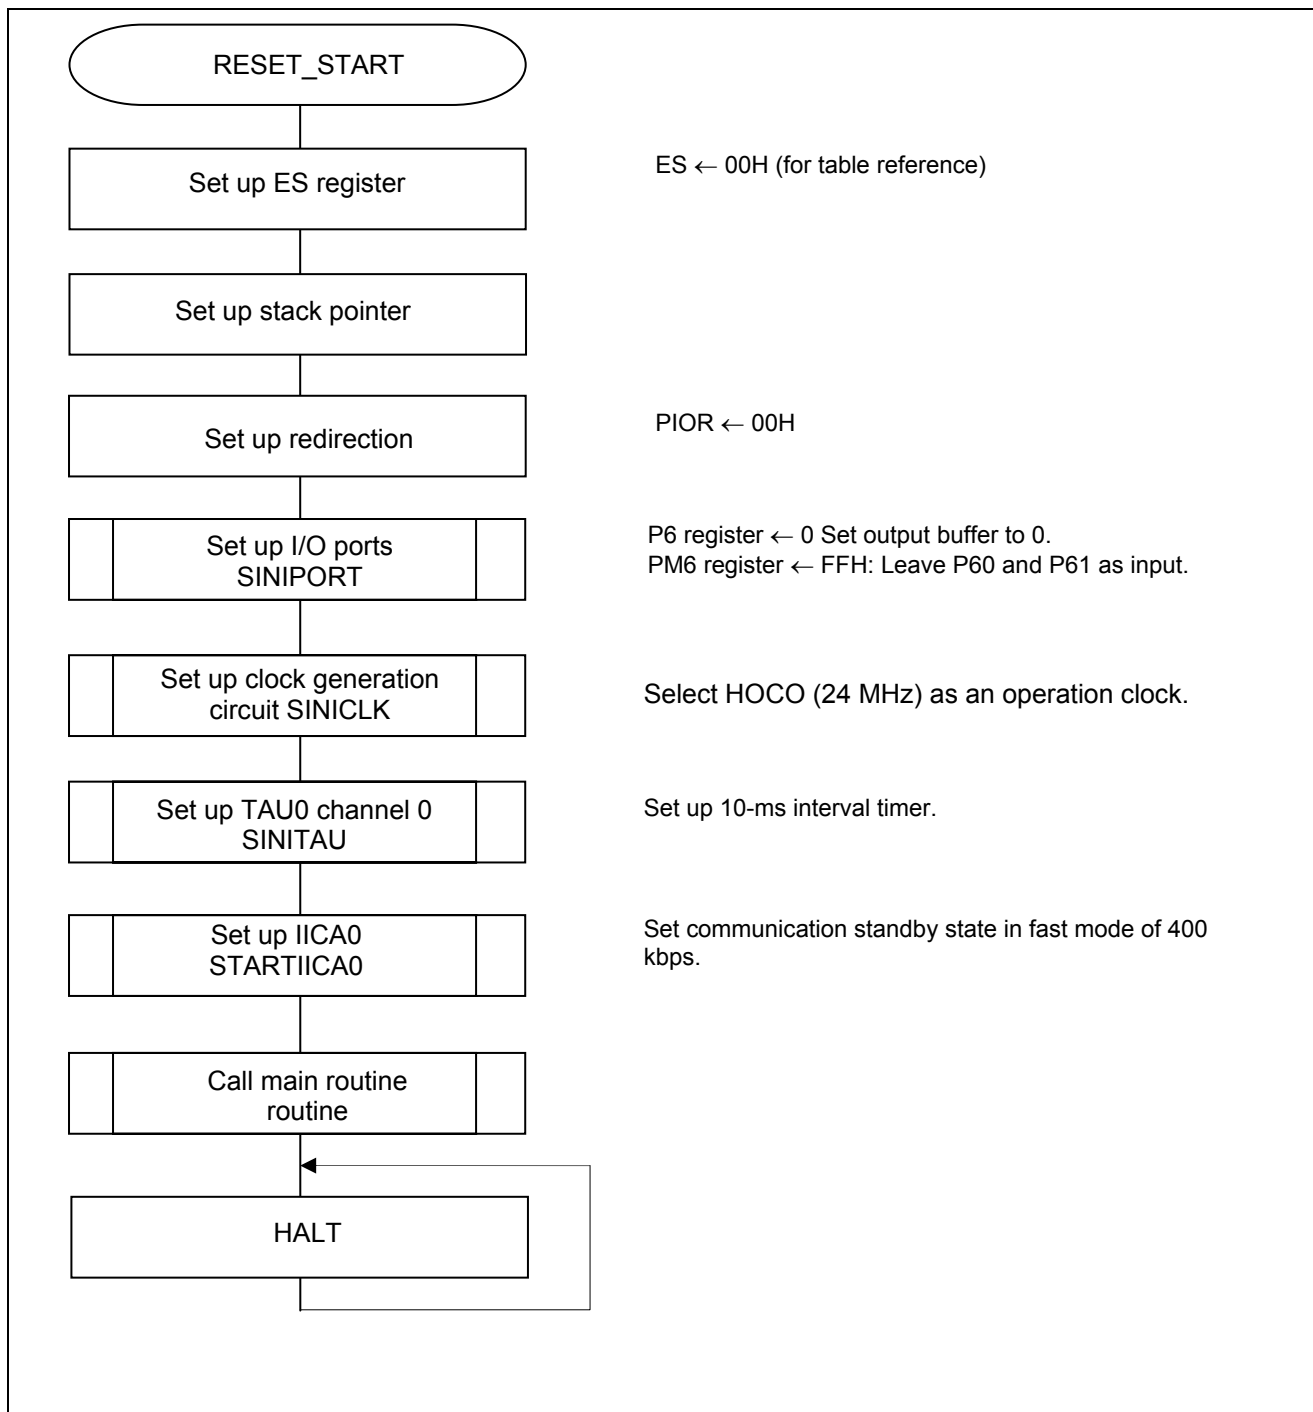 RESET_START
Set up ES register
ES ← 00H (for table reference)
Set up stack pointer
Set up redirection
PIOR ← 00H
Set up I/O ports
SINIPORT
P6 register ← 0 Set output buffer to 0.
PM6 register ← FFH: Leave P60 and P61 as input.
Set up clock generation
circuit SINICLK
Select HOCO (24 MHz) as an operation clock.
Set up TAU0 channel 0
SINITAU
Set up 10-ms interval timer.
Set up IICA0
STARTIICA0
Set communication standby state in fast mode of 400
kbps.
Call main routine
routine
HALT